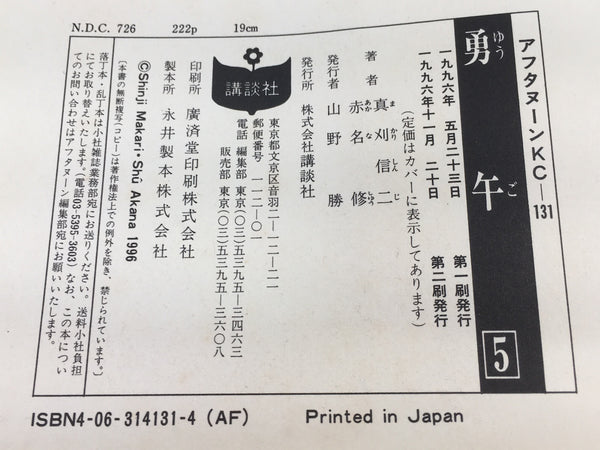 N.D.C. 726 222p 19cm
アフタヌーンKC—131
勇午 5
ゆう ご
一九九六年 五月二十三日 第一刷発行
一九九六年十一月 二十日 第二刷発行
(定価はカバーに表示してあります)
著者 真刈信二
ま かり しん じ
赤名 修
あか な しゅう
発行者 山野 勝
発行所 株式会社講談社
東京都文京区音羽二—一二—二一
郵便番号 一一二—〇一
電話 編集部 東京(〇三)五三九五—三四六三
販売部 東京(〇三)五三九五—三六〇八
講談社
印刷所 廣済堂印刷株式会社
製本所 永井製本株式会社
©Shinji Makari・Shū Akana 1996
(本書の無断複写(コピー)は著作権法上での例外を除き、禁じられています。)
落丁本・乱丁本は小社雑誌業務部宛にお送りください。送料小社負担
にてお取り替えいたします。(電話03-5395-3603)なお、この本につい
てのお問い合わせはアフタヌーン編集部宛にお願いいたします。
ISBN4-06-314131-4 (AF) Printed in Japan